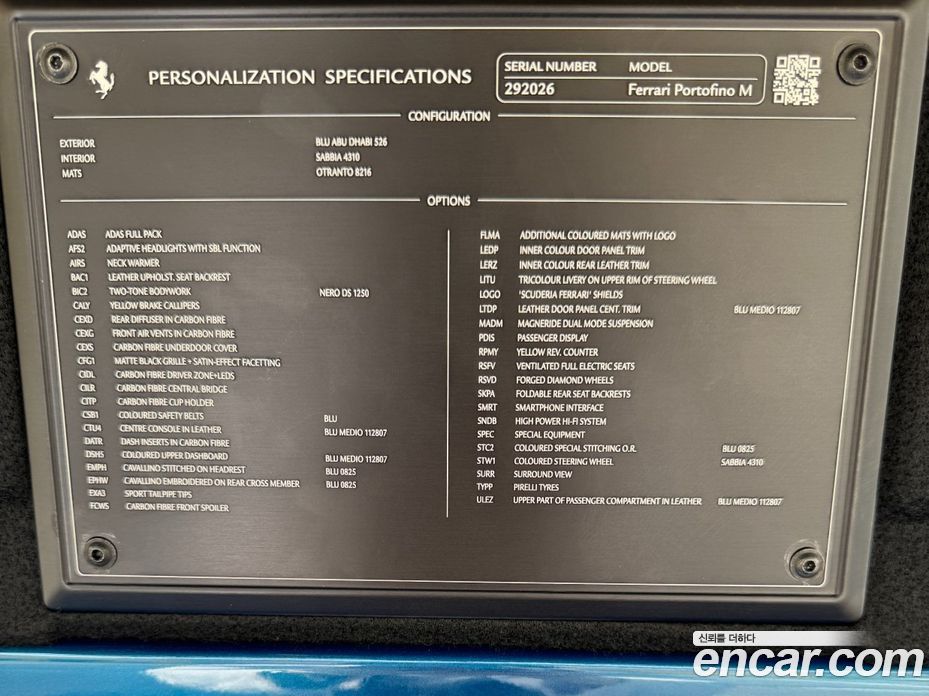 PERSONALIZATION SPECIFICATIONS
SERIAL NUMBER MODEL
292026 Ferrari Portofino M
CONFIGURATION
EXTERIOR BLU ABU DHABI 526
INTERIOR SABBIA 4310
MATS OTRANTO 8216
OPTIONS
ADAS ADAS FULL PACK
AFS2 ADAPTIVE HEADLIGHTS WITH SBL FUNCTION
AIRS NECK WARMER
BAC1 LEATHER UPHOLST. SEAT BACKREST
BIC2 TWO-TONE BODYWORK NERO DS 1250
CALY YELLOW BRAKE CALLIPERS
CEXD REAR DIFFUSER IN CARBON FIBRE
CEXG FRONT AIR VENTS IN CARBON FIBRE
CEXS CARBON FIBRE UNDERDOOR COVER
CFG1 MATTE BLACK GRILLE + SATIN-EFFECT FACETTING
CIDL CARBON FIBRE DRIVER ZONE+LEDS
CILR CARBON FIBRE CENTRAL BRIDGE
CITP CARBON FIBRE CUP HOLDER
CSB1 COLOURED SAFETY BELTS BLU
CTU4 CENTRE CONSOLE IN LEATHER BLU MEDIO 112807
DATR DASH INSERTS IN CARBON FIBRE
DSH5 COLOURED UPPER DASHBOARD BLU MEDIO 112807
EMPH CAVALLINO STITCHED ON HEADREST BLU 0825
EPHW CAVALLINO EMBROIDERED ON REAR CROSS MEMBER BLU 0825
EXA3 SPORT TAILPIPE TIPS
FCWS CARBON FIBRE FRONT SPOILER
FLMA ADDITIONAL COLOURED MATS WITH LOGO
LEDP INNER COLOUR DOOR PANEL TRIM
LERZ INNER COLOUR REAR LEATHER TRIM
LITU TRICOLOUR LIVERY ON UPPER RIM OF STEERING WHEEL
LOGO 'SCUDERIA FERRARI' SHIELDS
LTDP LEATHER DOOR PANEL CENT. TRIM BLU MEDIO 112807
MADM MAGNERIDE DUAL MODE SUSPENSION
PDIS PASSENGER DISPLAY
RPMY YELLOW REV. COUNTER
RSFV VENTILATED FULL ELECTRIC SEATS
RSVD FORGED DIAMOND WHEELS
SKPA FOLDABLE REAR SEAT BACKRESTS
SMRT SMARTPHONE INTERFACE
SNDB HIGH POWER HI-FI SYSTEM
SPEC SPECIAL EQUIPMENT
STC2 COLOURED SPECIAL STITCHING O.R. BLU 0825
STW1 COLOURED STEERING WHEEL SABBIA 4310
SURR SURROUND VIEW
TYPP PIRELLI TYRES
ULEZ UPPER PART OF PASSENGER COMPARTMENT IN LEATHER BLU MEDIO 112807
신뢰를 더하다
encar.com